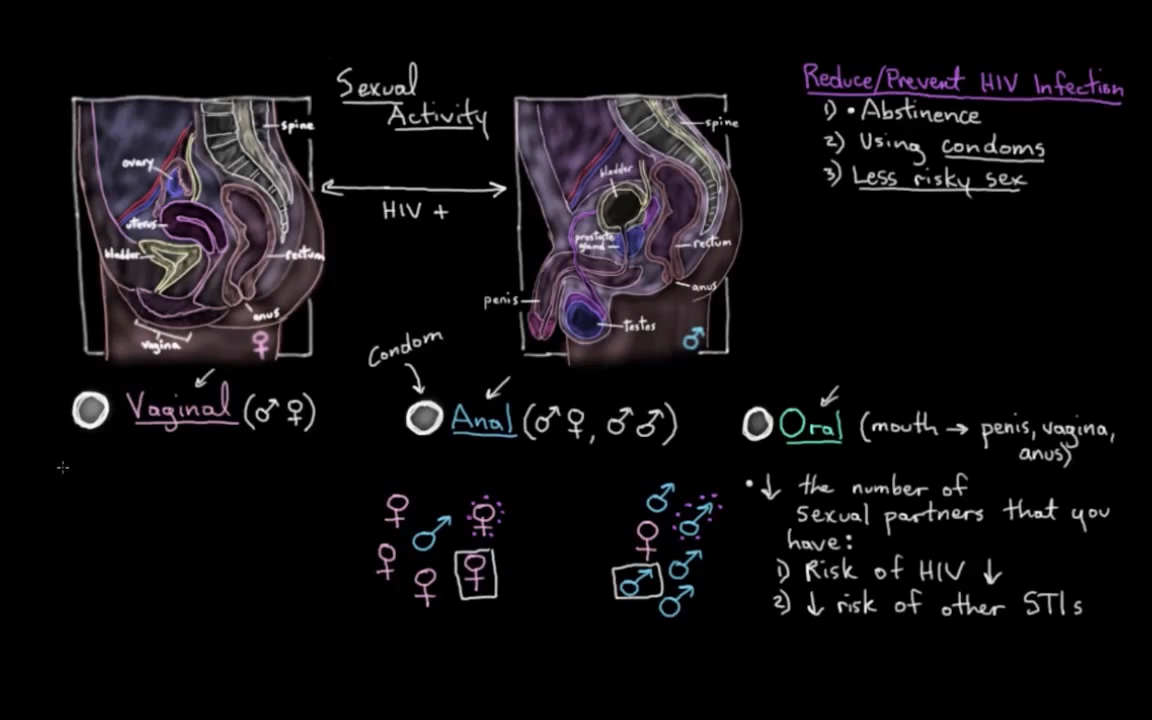 Sexual
Activity
HIV +
spine
ovary
uterus
bladder
rectum
anus
vagina
♀
spine
bladder
prostate
gland
rectum
anus
penis
testes
♂
Reduce/Prevent HIV Infection
1) • Abstinence
2) Using condoms
3) Less risky sex
Condom
Vaginal (♂ ♀)
Anal (♂ ♀, ♂ ♂)
Oral (mouth → penis, vagina,
anus)
• ↓ the number of
sexual partners that you
have:
1) Risk of HIV ↓
2) ↓ risk of other STIs